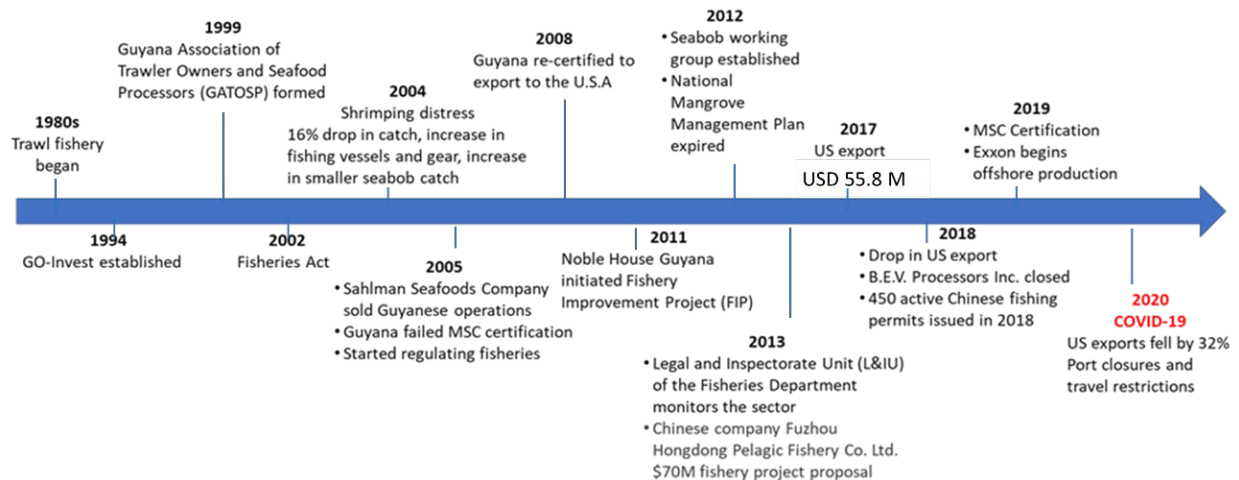 1980s
Trawl fishery
began
1994
GO-Invest established
1999
Guyana Association of
Trawler Owners and Seafood
Processors (GATOSP) formed
2002
Fisheries Act
2004
Shrimping distress
16% drop in catch, increase in
fishing vessels and gear, increase
in smaller seabob catch
2005
• Sahlman Seafoods Company
sold Guyanese operations
• Guyana failed MSC certification
• Started regulating fisheries
2008
Guyana re-certified to
export to the U.S.A
2011
Noble House Guyana
initiated Fishery
Improvement Project (FIP)
2012
• Seabob working
group established
• National
Mangrove
Management Plan
expired
2013
• Legal and Inspectorate Unit (L&IU)
of the Fisheries Department
monitors the sector
• Chinese company Fuzhou
Hongdong Pelagic Fishery Co. Ltd.
$70M fishery project proposal
2017
US export
USD 55.8 M
2018
• Drop in US export
• B.E.V. Processors Inc. closed
• 450 active Chinese fishing
permits issued in 2018
2019
• MSC Certification
• Exxon begins
offshore production
2020
COVID-19
US exports fell by 32%
Port closures and
travel restrictions